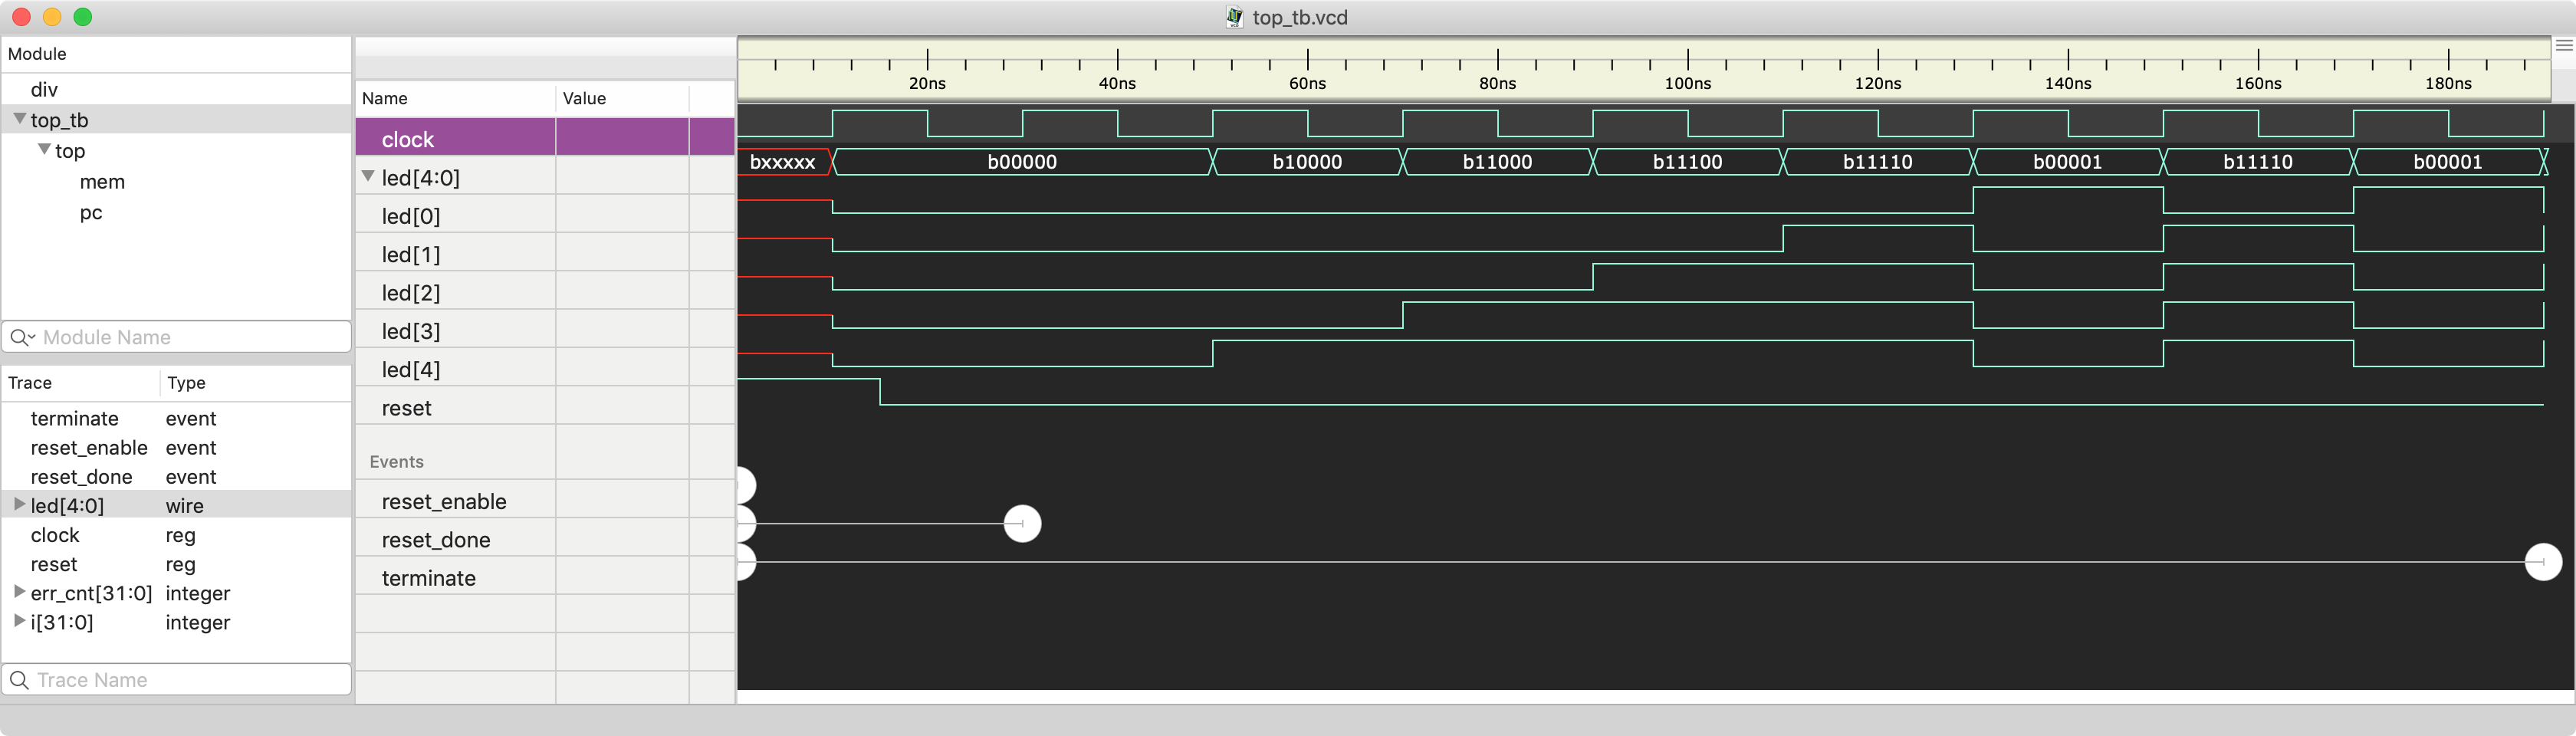 top_tb.vcd
Module
div
top_tb
top
mem
pc
Module Name
Trace Type
terminate event
reset_enable event
reset_done event
led[4:0] wire
clock reg
reset reg
err_cnt[31:0] integer
i[31:0] integer
Trace Name
Name Value
clock
led[4:0]
led[0]
led[1]
led[2]
led[3]
led[4]
reset
Events
reset_enable
reset_done
terminate
20ns 40ns 60ns 80ns 100ns 120ns 140ns 160ns 180ns
bxxxxx b00000 b10000 b11000 b11100 b11110 b00001 b11110 b00001